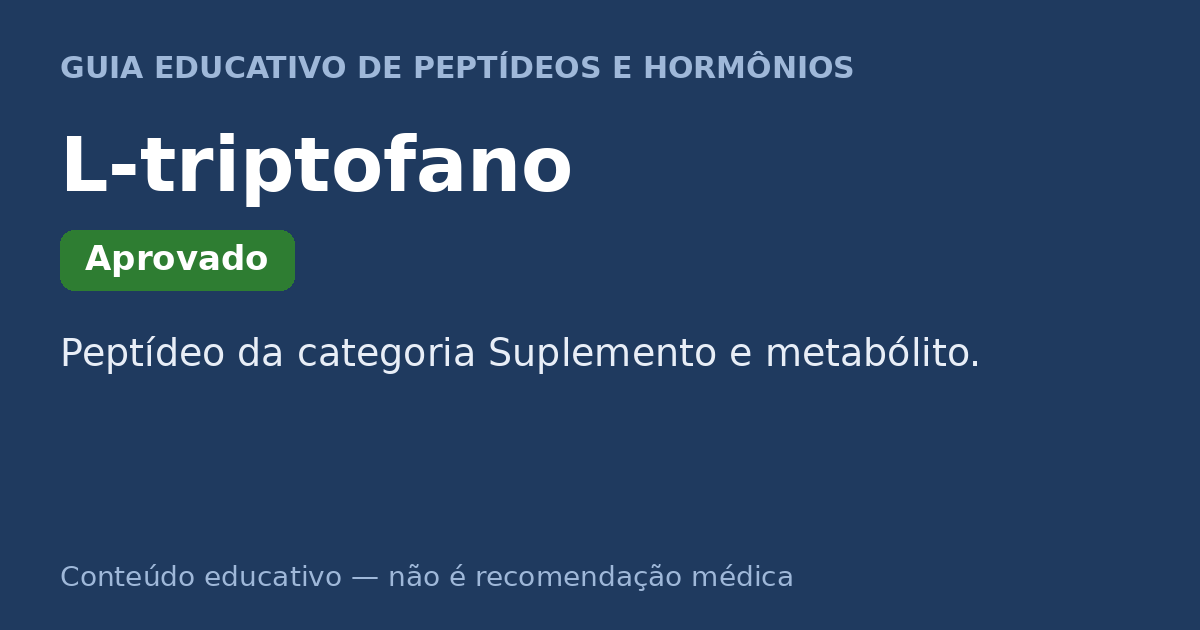 GUIA EDUCATIVO DE PEPTÍDEOS E HORMÔNIOS
L-triptofano
Aprovado
Peptídeo da categoria Suplemento e metabólito.
Conteúdo educativo — não é recomendação médica